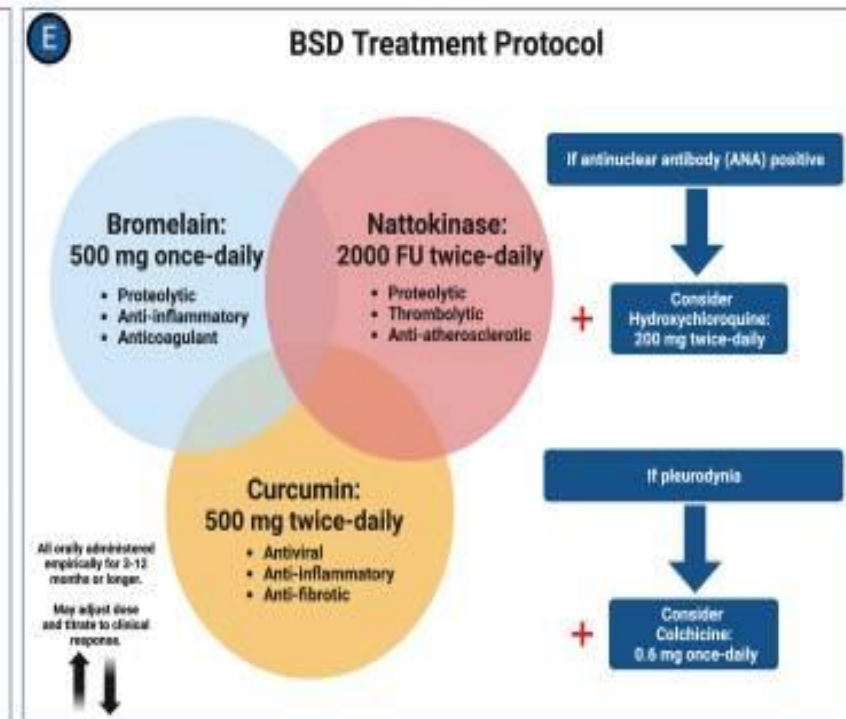 E
BSD Treatment Protocol
Bromelain:
500 mg once-daily
• Proteolytic
• Anti-inflammatory
• Anticoagulant
Nattokinase:
2000 FU twice-daily
• Proteolytic
• Thrombolytic
• Anti-atherosclerotic
Curcumin:
500 mg twice-daily
• Antiviral
• Anti-inflammatory
• Anti-fibrotic
All orally administered
empirically for 3-12
months or longer.
May adjust dose
and titrate to clinical
response.
If antinuclear antibody (ANA) positive
+
Consider
Hydroxychloroquine:
200 mg twice-daily
If pleurodynia
+
Consider
Colchicine:
0.6 mg once-daily